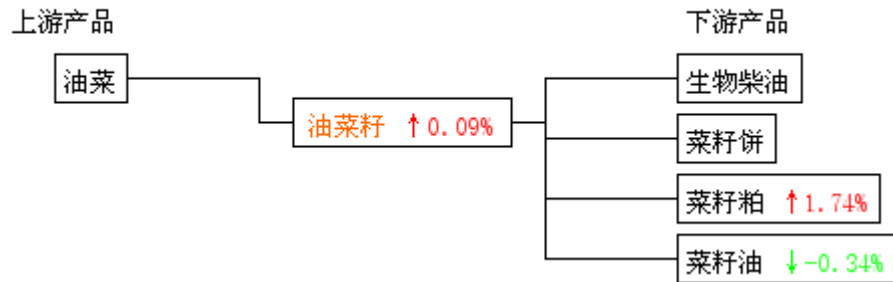 上游产品
下游产品
油菜
生物柴油
油菜籽 ↑0.09%
菜籽饼
菜籽粕 ↑1.74%
菜籽油 ↓-0.34%